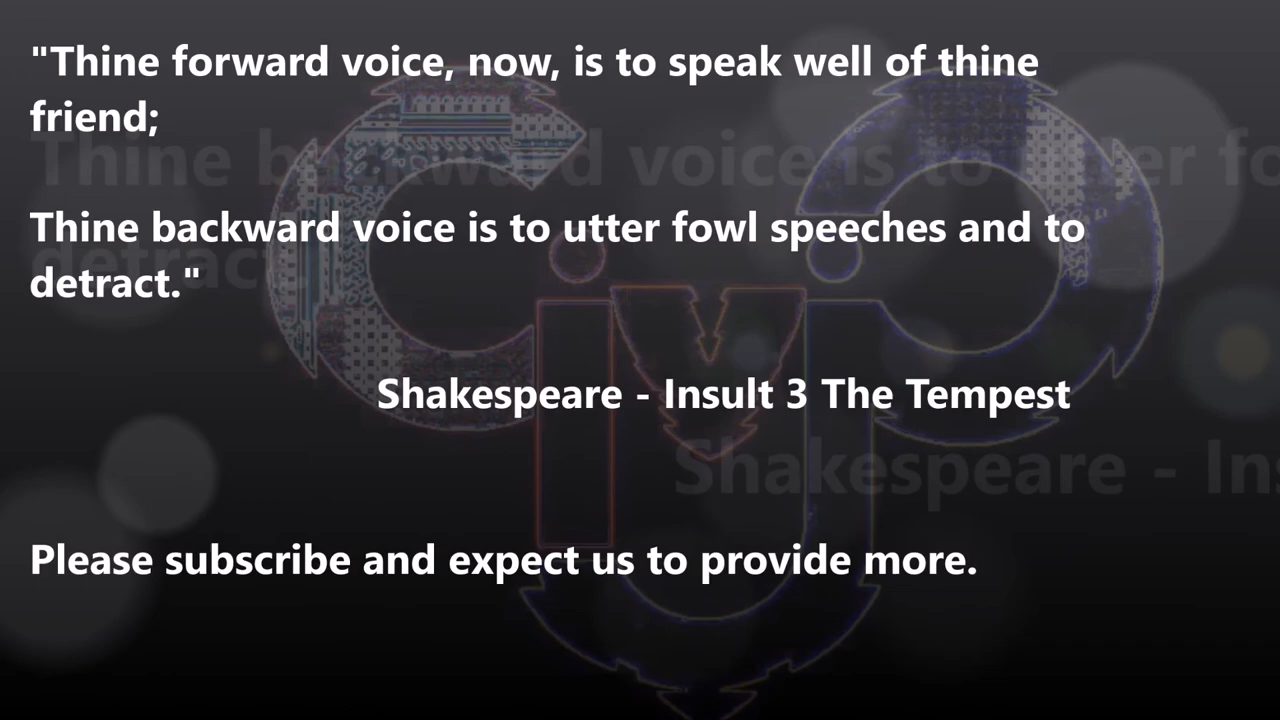 "Thine forward voice, now, is to speak well of thine
friend;
Thine backward voice is to utter fowl speeches and to
detract."
Shakespeare - Insult 3 The Tempest
Please subscribe and expect us to provide more.